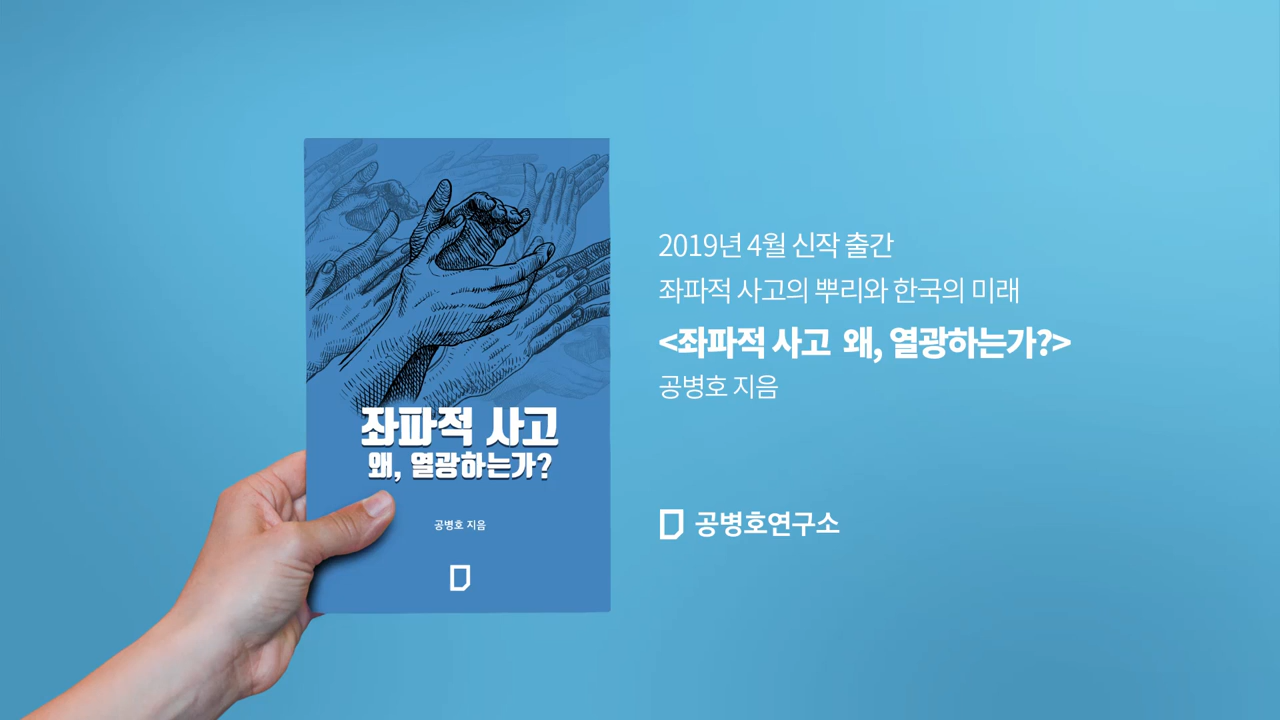 좌파적 사고
왜, 열광하는가?
공병호 지음
2019년 4월 신작 출간
좌파적 사고의 뿌리와 한국의 미래
<좌파적 사고 왜, 열광하는가?>
공병호 지음
공병호연구소